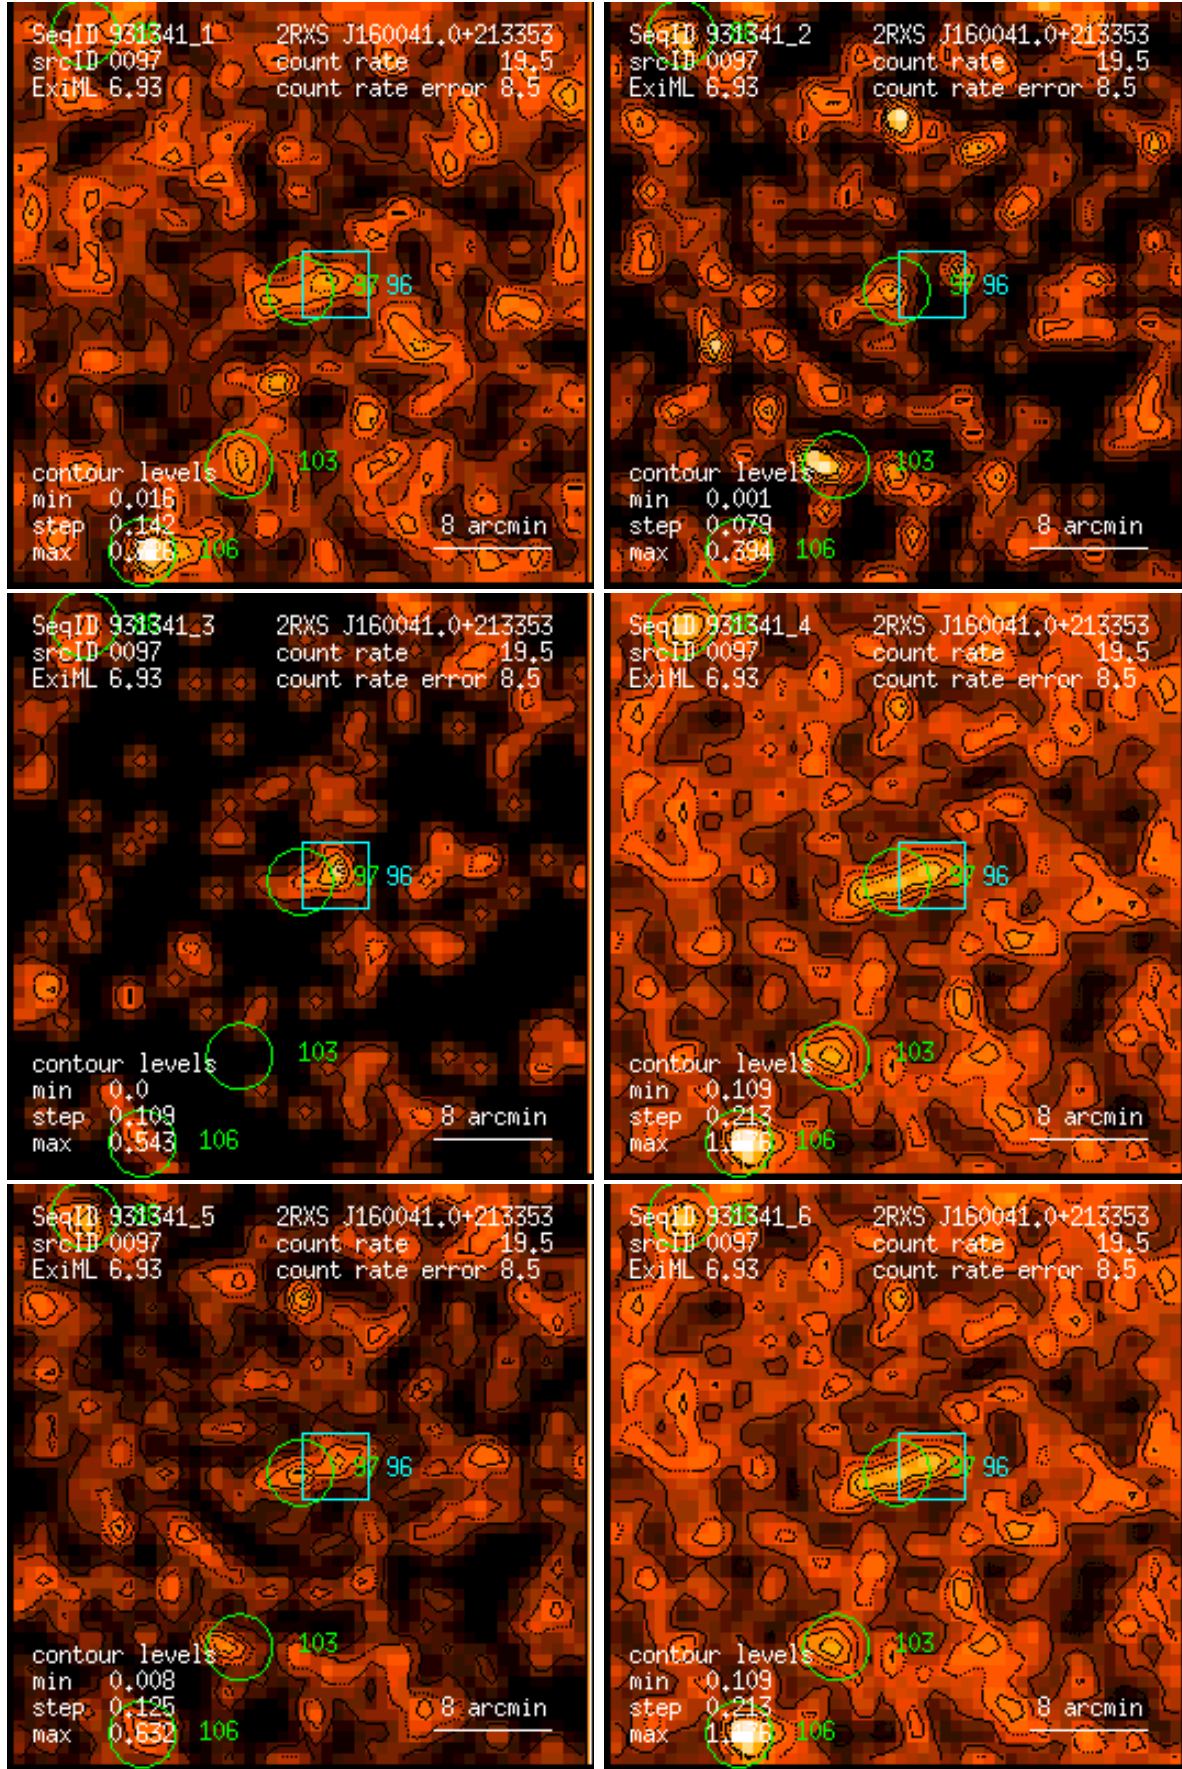 SeqID 931341_1 2RXS J160041.0+213353
srcID 0097 count rate 19.5
ExiML 6.93 count rate error 8.5
97 96
103
contour levels
min 0.016
step 0.142 8 arcmin
max 106
SeqID 931341_2 2RXS J160041.0+213353
srcID 0097 count rate 19.5
ExiML 6.93 count rate error 8.5
97 96
103
contour levels
min 0.001
step 0.079 8 arcmin
max 0.394 106
SeqID 931341_3 2RXS J160041.0+213353
srcID 0097 count rate 19.5
ExiML 6.93 count rate error 8.5
97 96
103
contour levels
min 0.0
step 0.109 8 arcmin
max 0.543 106
SeqID 931341_4 2RXS J160041.0+213353
srcID 0097 count rate 19.5
ExiML 6.93 count rate error 8.5
97 96
103
contour levels
min 0.109
step 0.213 8 arcmin
max 106
SeqID 931341_5 2RXS J160041.0+213353
srcID 0097 count rate 19.5
ExiML 6.93 count rate error 8.5
97 96
103
contour levels
min 0.008
step 0.125 8 arcmin
max 0.632 106
SeqID 931341_6 2RXS J160041.0+213353
srcID 0097 count rate 19.5
ExiML 6.93 count rate error 8.5
97 96
103
contour levels
min 0.109
step 0.213 8 arcmin
max 106